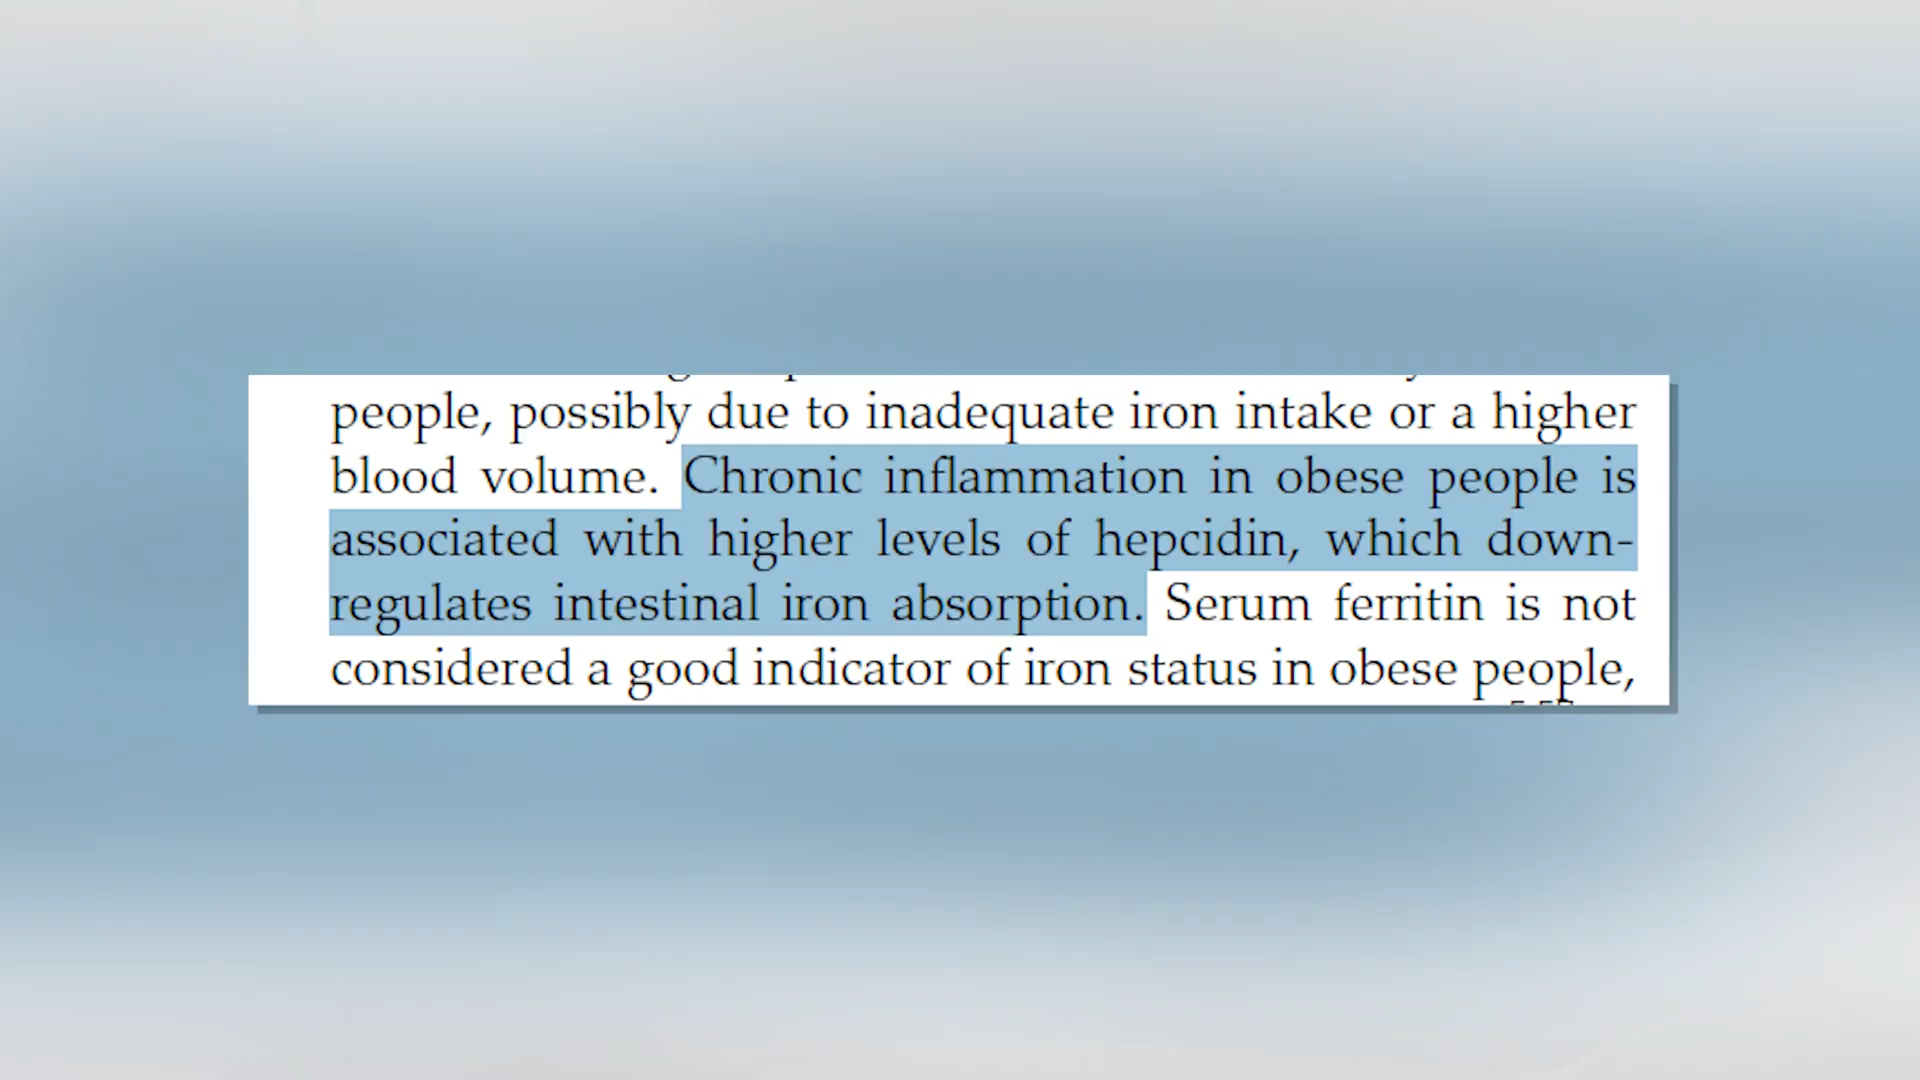 people, possibly due to inadequate iron intake or a higher
blood volume. Chronic inflammation in obese people is
associated with higher levels of hepcidin, which down-
regulates intestinal iron absorption. Serum ferritin is not
considered a good indicator of iron status in obese people,